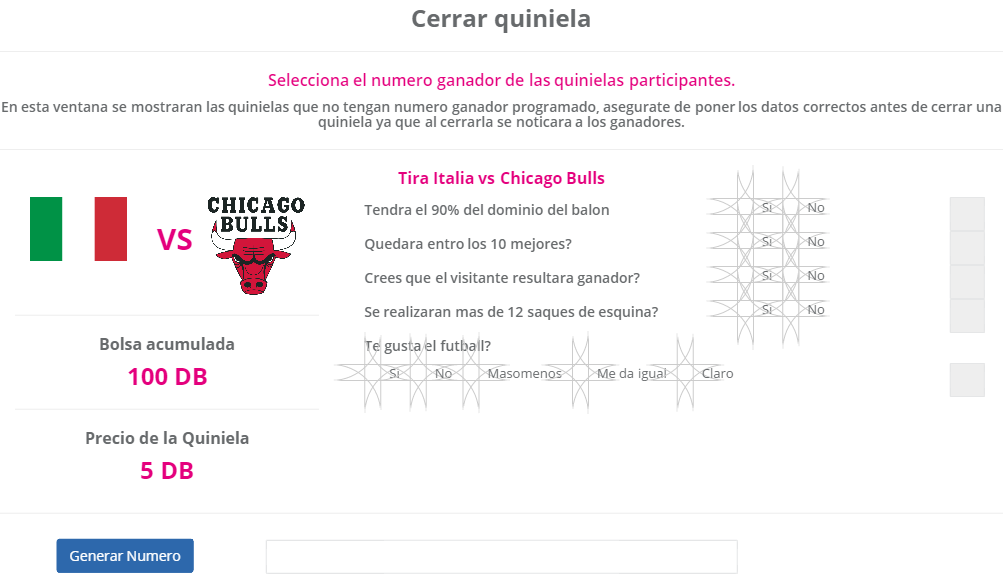 Cerrar quiniela
Selecciona el numero ganador de las quinielas participantes.
En esta ventana se mostraran las quinielas que no tengan numero ganador programado, asegurate de poner los datos correctos antes de cerrar una
quiniela ya que al cerrarla se noticara a los ganadores.
VS
CHICAGO
BULLS
Bolsa acumulada
100 DB
Precio de la Quiniela
5 DB
Tira Italia vs Chicago Bulls
Tendra el 90% del dominio del balon
Si No
Quedara entro los 10 mejores?
Si No
Crees que el visitante resultara ganador?
Si No
Se realizaran mas de 12 saques de esquina?
Si No
Te gusta el futball?
Si No Masomenos Me da igual Claro
Generar Numero